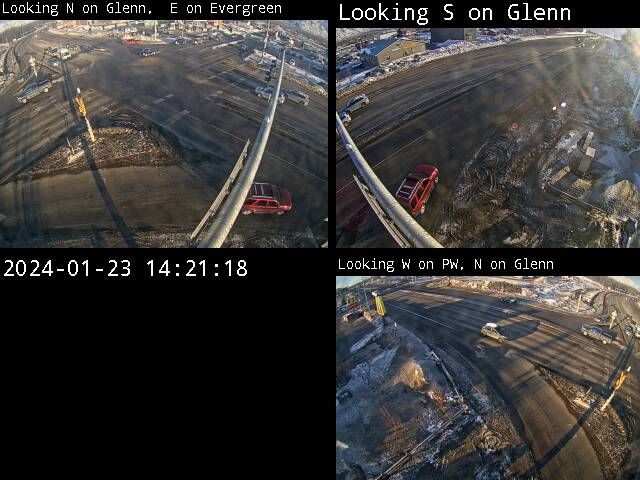 Looking N on Glenn,  E on Evergreen
Looking S on Glenn
2024-01-23 14:21:18
Looking W on PW, N on Glenn